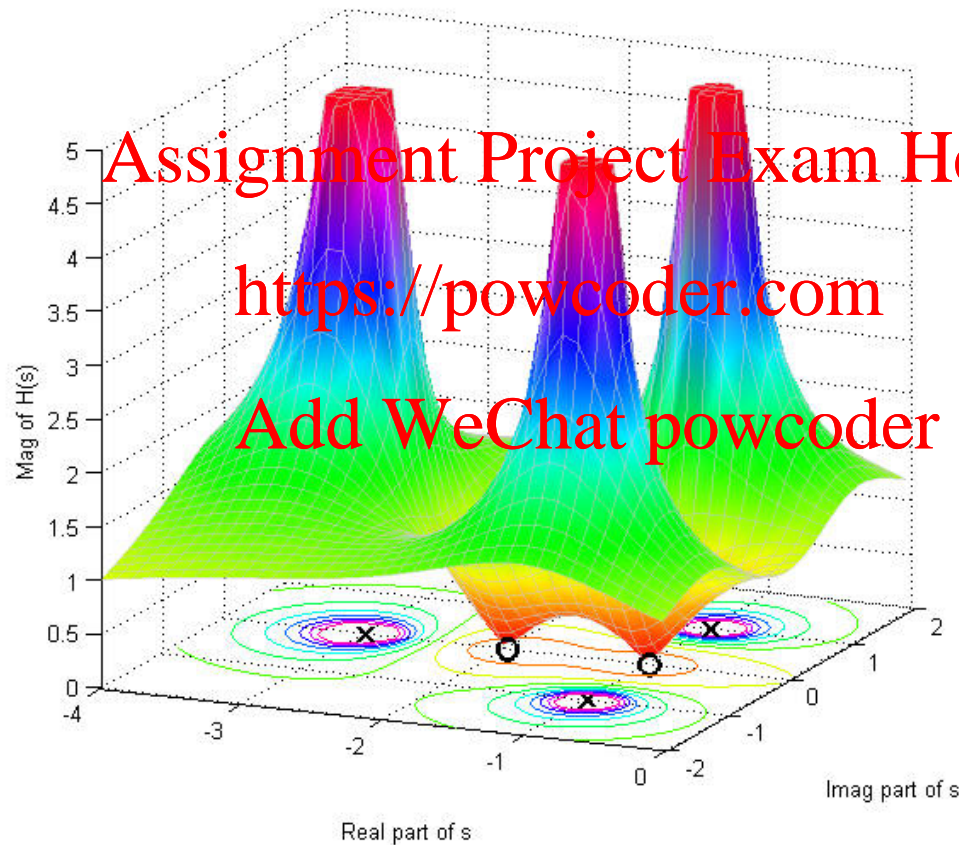 5
Assignment Project Exam He
4.5
4
https://powcoder.com
3.5
3
2.5
Add WeChat powcoder
2
1.5
1
0.5
0
Mag of H(s)
x
x
x
O
O
-4
-3
-2
-1
0
Real part of s
-2
-1
0
1
2
Imag part of s